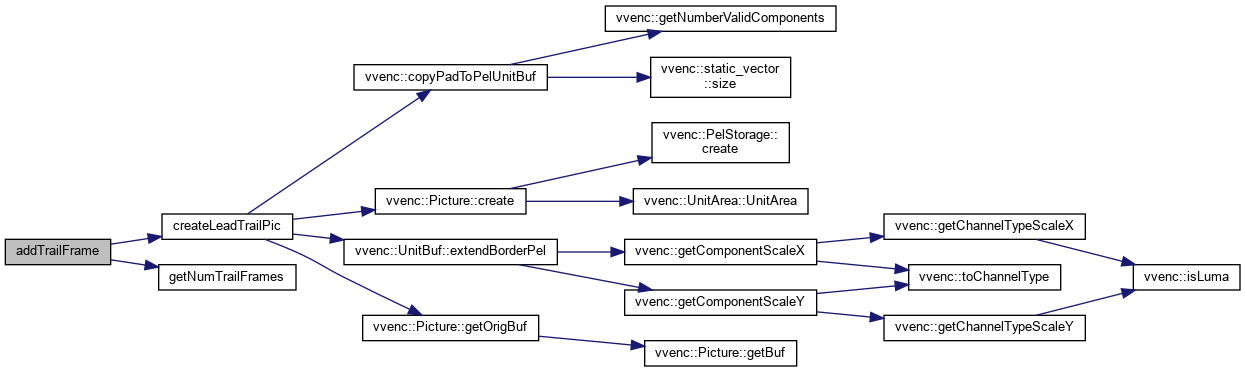 addTrailFrame
createLeadTrailPic
getNumTrailFrames
vvenc::copyPadToPelUnitBuf
vvenc::Picture::create
vvenc::UnitBuf::extendBorderPel
vvenc::Picture::getOrigBuf
vvenc::getNumberValidComponents
vvenc::static_vector
::size
vvenc::PelStorage::
create
vvenc::UnitArea::UnitArea
vvenc::getComponentScaleX
vvenc::getComponentScaleY
vvenc::Picture::getBuf
vvenc::getChannelTypeScaleX
vvenc::toChannelType
vvenc::getChannelTypeScaleY
vvenc::isLuma